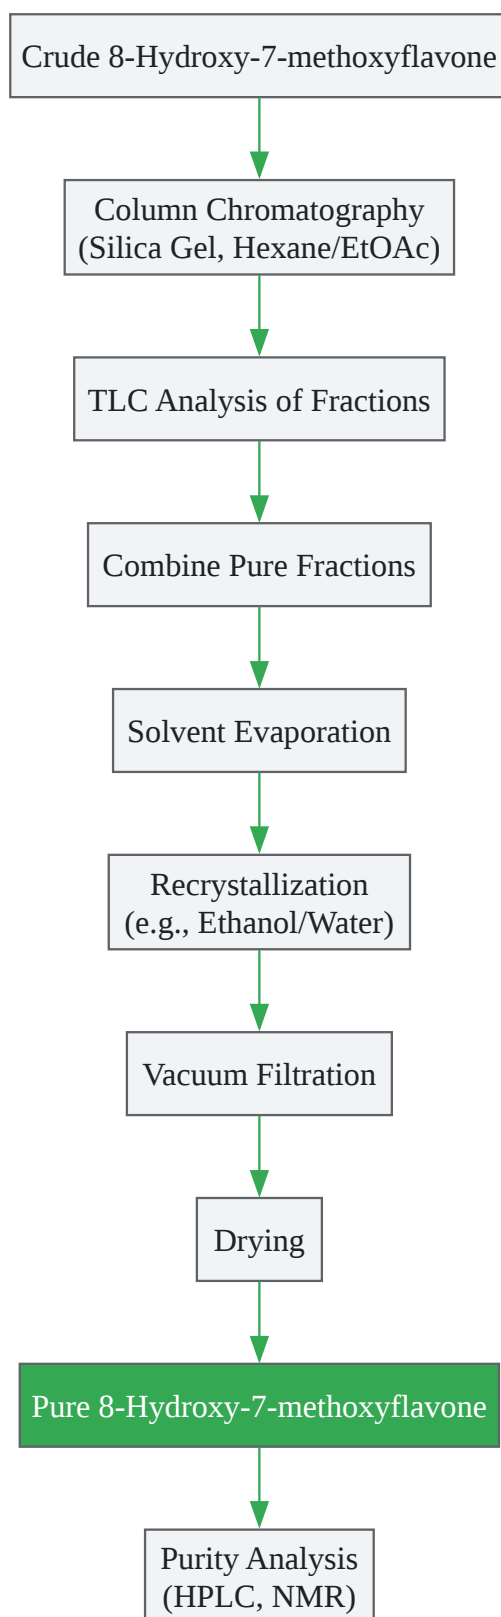 Crude 8-Hydroxy-7-methoxyflavone
Column Chromatography
(Silica Gel, Hexane/EtOAc)
TLC Analysis of Fractions
Combine Pure Fractions
Solvent Evaporation
Recrystallization
(e.g., Ethanol/Water)
Vacuum Filtration
Drying
Pure 8-Hydroxy-7-methoxyflavone
Purity Analysis
(HPLC, NMR)